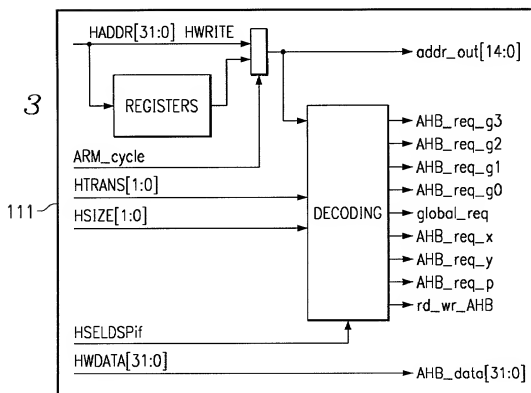 HADDR[31:0] HWRITE
addr_out[14:0]
3
REGISTERS
AHB_req_g3
AHB_req_g2
ARM_cycle
AHB_req_g1
HTRANS[1:0]
AHB_req_g0
111
DECODING
global_req
HSIZE[1:0]
AHB_req_x
AHB_req_y
AHB_req_p
rd_wr_AHB
HSELDSPif
HWDATA[31:0]
AHB_data[31:0]